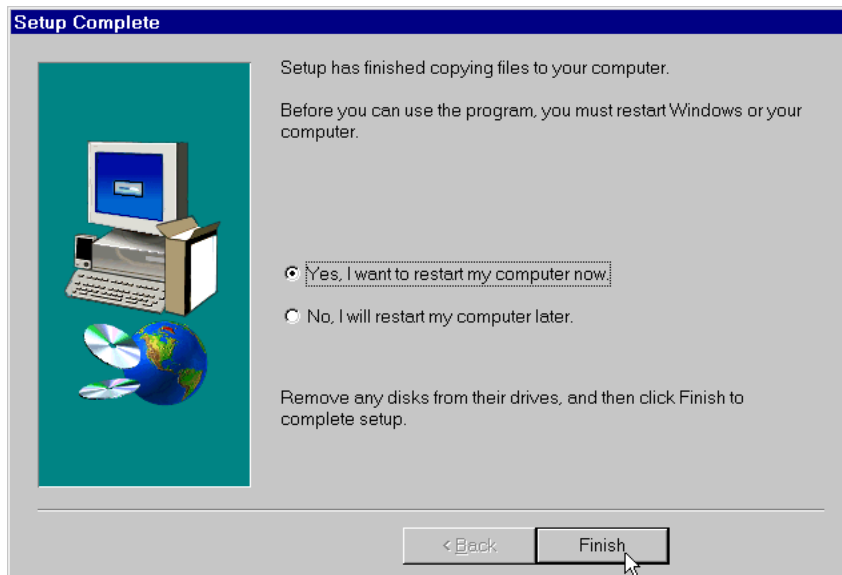 Setup Complete
Setup has finished copying files to your computer.
Before you can use the program, you must restart Windows or your
computer.
Yes, I want to restart my computer now.
No, I will restart my computer later.
Remove any disks from their drives, and then click Finish to
complete setup.
< Back
Finish